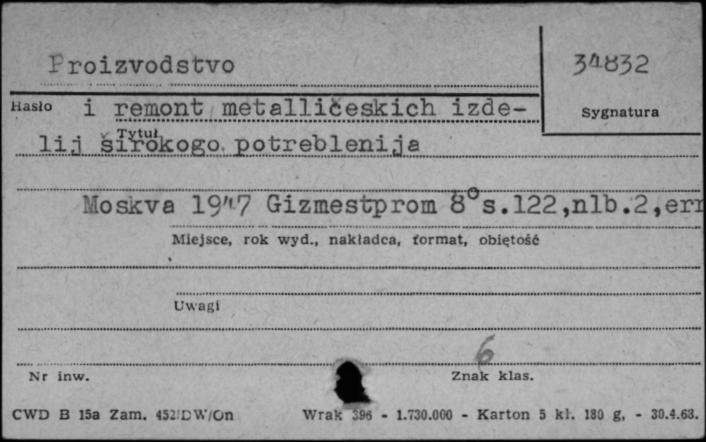 Proizvodstvo
34832
Hasło i remont metalličeskich izde-
Sygnatura
Tytuł
lij širokogo potreblenija
Moskva 1947 Gizmestprom 8° s.122,nlb.2,err
Miejsce, rok wyd., nakładca, format, objętość
Uwagi
6
Nr inw.
Znak klas.
CWD B 15a Zam. 452/DW/On Wrak 396 - 1.730.000 - Karton 5 kl. 180 g, - 30.4.63.